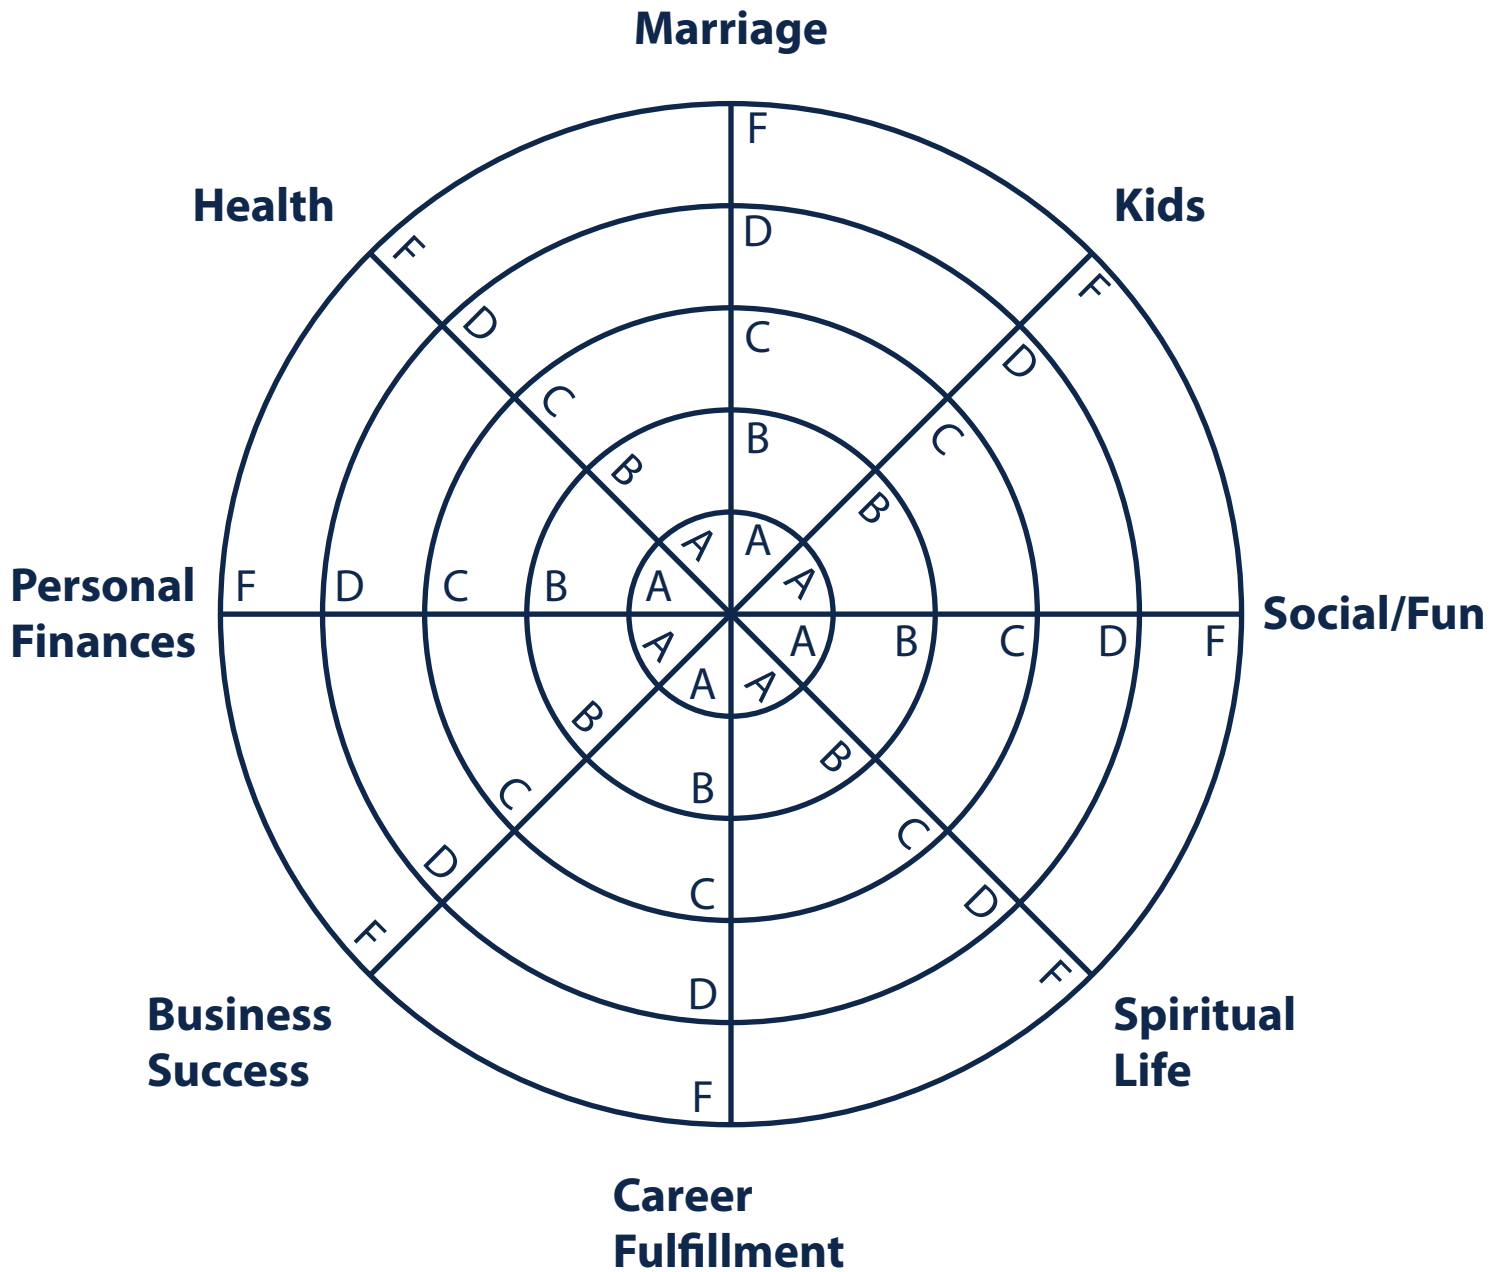 Marriage
F
Health
Kids
F
D
F
D
C
D
C
C
B
B
B
A
A
A
Personal
Finances
F
D
C
B
A
A
B
C
D
F
Social/Fun
A
A
A
B
B
B
C
C
C
D
D
D
F
F
Business
Success
Spiritual
Life
F
Career
Fulfillment